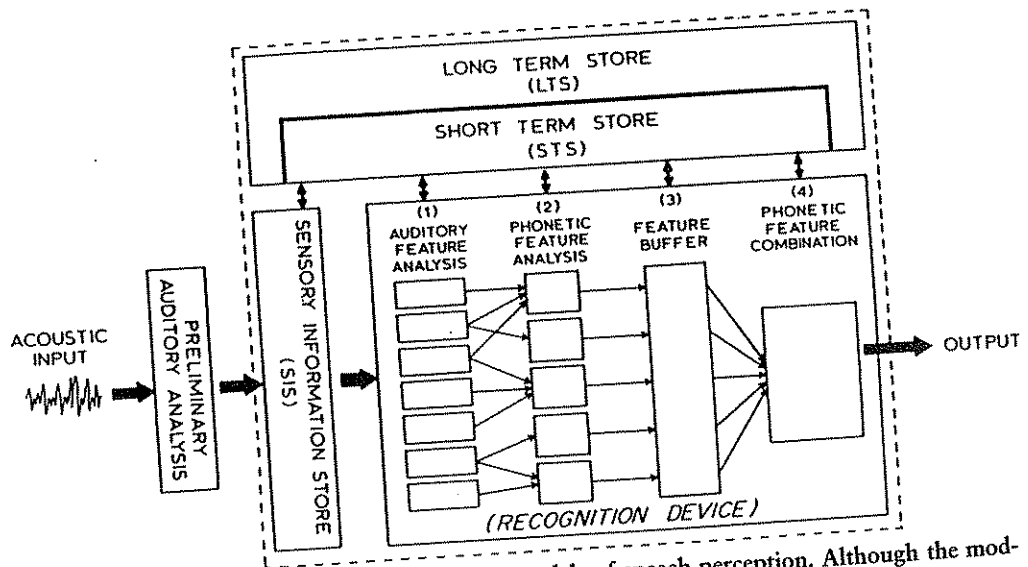 LONG TERM STORE
(LTS)
SHORT TERM STORE
(STS)
ACOUSTIC
INPUT
PRELIMINARY
AUDITORY ANALYSIS
SENSORY INFORMATION STORE
(SIS)
(1)
AUDITORY
FEATURE
ANALYSIS
(2)
PHONETIC
FEATURE
ANALYSIS
(3)
FEATURE
BUFFER
(4)
PHONETIC
FEATURE
COMBINATION
(RECOGNITION DEVICE)
OUTPUT
of speech perception. Although the mod-